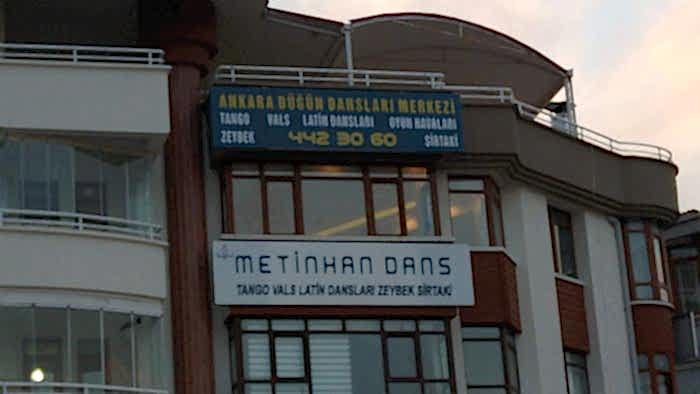 ANKARA DÜĞÜN DANSLARI MERKEZİ
TANGO VALS LATİN DANSLARI OYUN HAVALARI
ZEYBEK 442 30 60 SİRTAKİ
METİNHAN DANS
TANGO VALS LATİN DANSLARI ZEYBEK SİRTAKİ